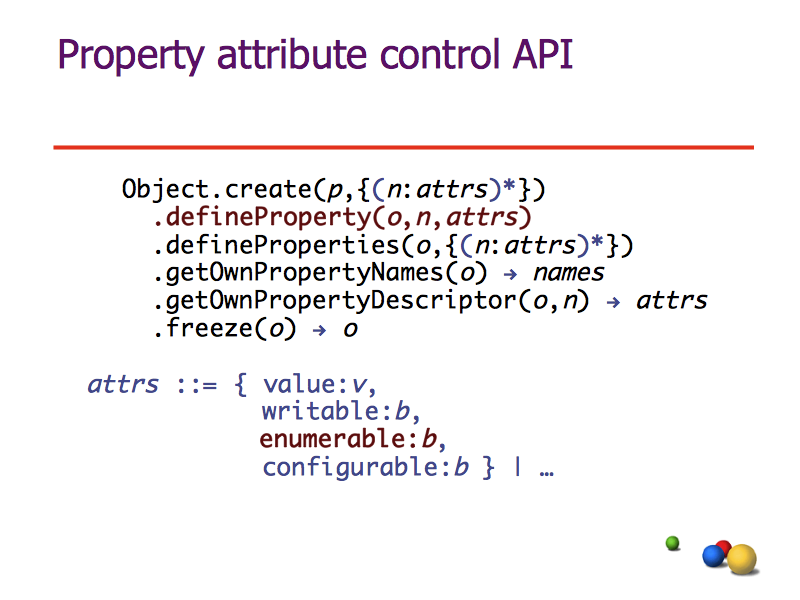 Property attribute control API
Object.create(p,{(n:attrs)*})
.defineProperty(o,n,attrs)
.defineProperties(o,{(n:attrs)*})
.getOwnPropertyNames(o) → names
.getOwnPropertyDescriptor(o,n) → attrs
.freeze(o) → o
attrs ::= { value:v,
writable:b,
enumerable:b,
configurable:b } | …